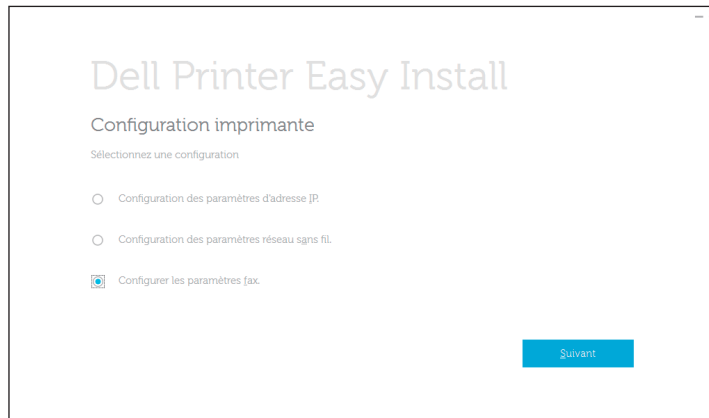 Dell Printer Easy Install
Configuration imprimante
Sélectionnez une configuration
Configuration des paramètres d'adresse IP.
Configuration des paramètres réseau sans fil.
Configurer les paramètres fax.
Suivant